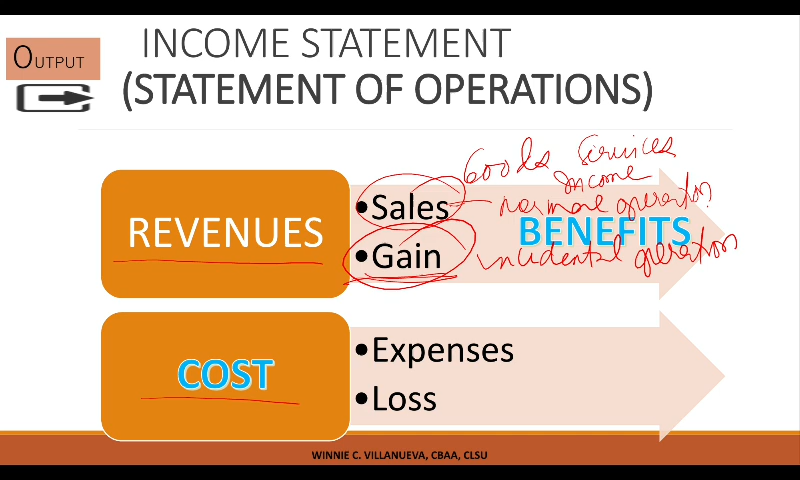 OUTPUT
INCOME STATEMENT
(STATEMENT OF OPERATIONS)
Goods Services
Income
REVENUES
•Sales
normal operation
BENEFITS
•Gain
incidental operation
COST
•Expenses
•Loss
WINNIE C. VILLANUEVA, CBAA, CLSU